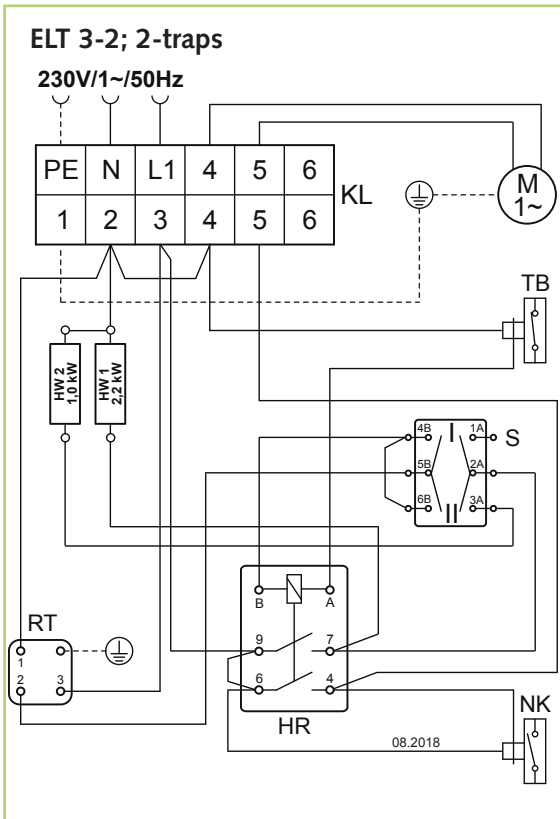 ELT 3-2; 2-traps
230V/1~/50Hz
PE N L1 4 5 6
1 2 3 4 5 6
KL
M
1~
TB
HW 2
1,0 kW
HW 1
2,2 kW
4B I 1A
S
5B 2A
6B II 3A
B A
RT
1
2 3
9 7
6 4
HR
NK
08.2018